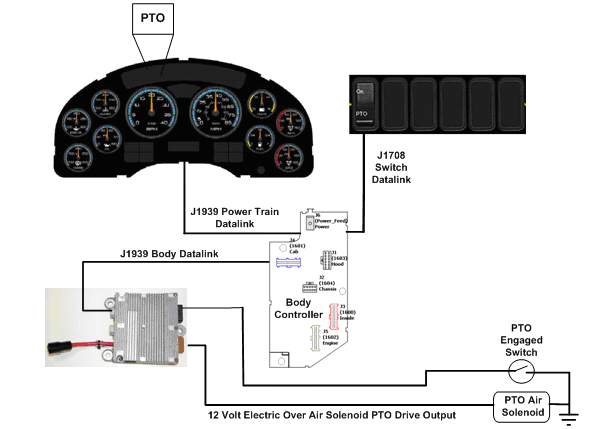 PTO
RPM
MPH
On
PTO
J1708
Switch
Datalink
J1939 Power Train
Datalink
J6
(Power_Feed)
Power
J4
(1601)
Cab
J1
(1603)
Hood
J1939 Body Datalink
J2
(1604)
Chassis
Body
Controller
J3
(1600)
Inside
J5
(1602)
Engine
PTO
Engaged
Switch
PTO Air
Solenoid
12 Volt Electric Over Air Solenoid PTO Drive Output